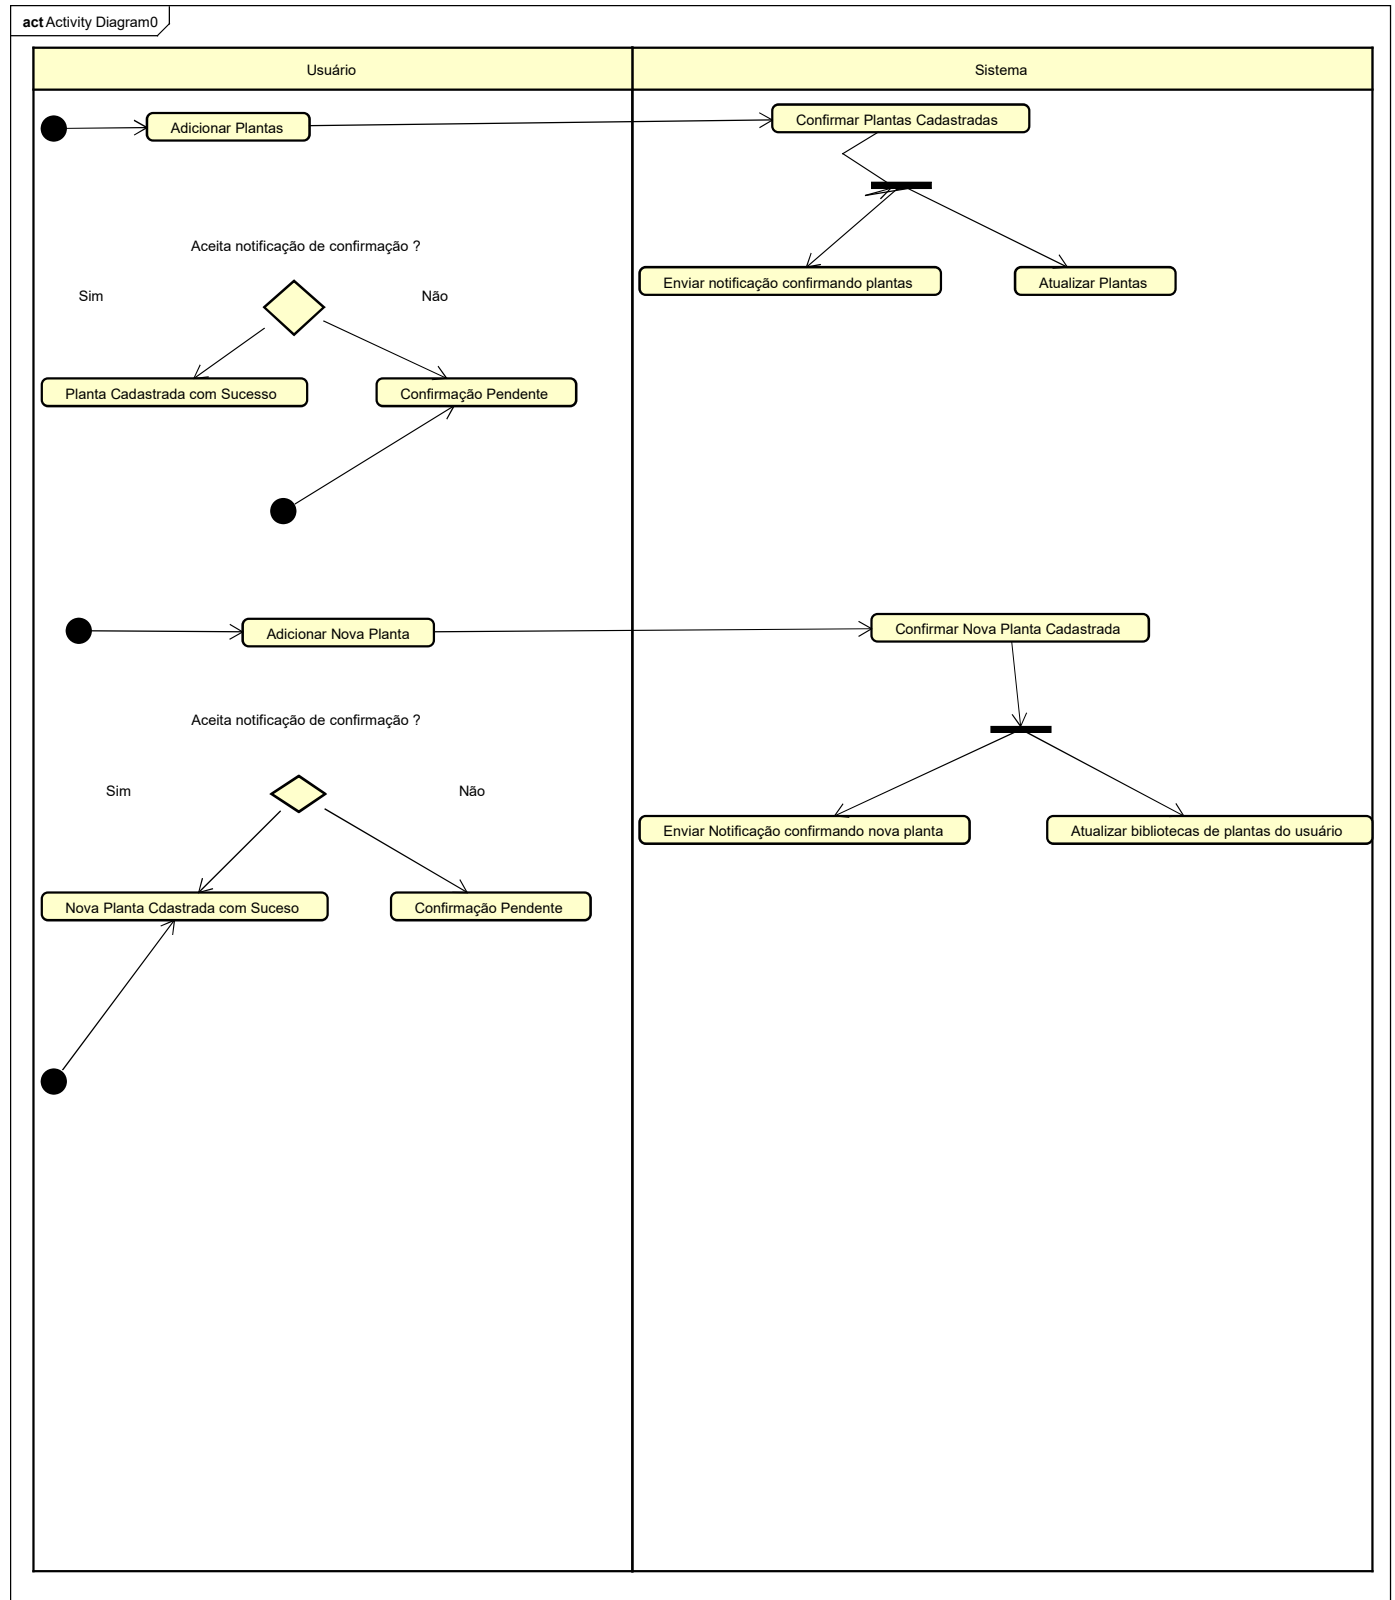 act Activity Diagram0
Usuário
Sistema
Adicionar Plantas
Confirmar Plantas Cadastradas
Aceita notificação de confirmação ?
Sim
Não
Enviar notificação confirmando plantas
Atualizar Plantas
Planta Cadastrada com Sucesso
Confirmação Pendente
Adicionar Nova Planta
Confirmar Nova Planta Cadastrada
Aceita notificação de confirmação ?
Sim
Não
Enviar Notificação confirmando nova planta
Atualizar bibliotecas de plantas do usuário
Nova Planta Cdastrada com Suceso
Confirmação Pendente